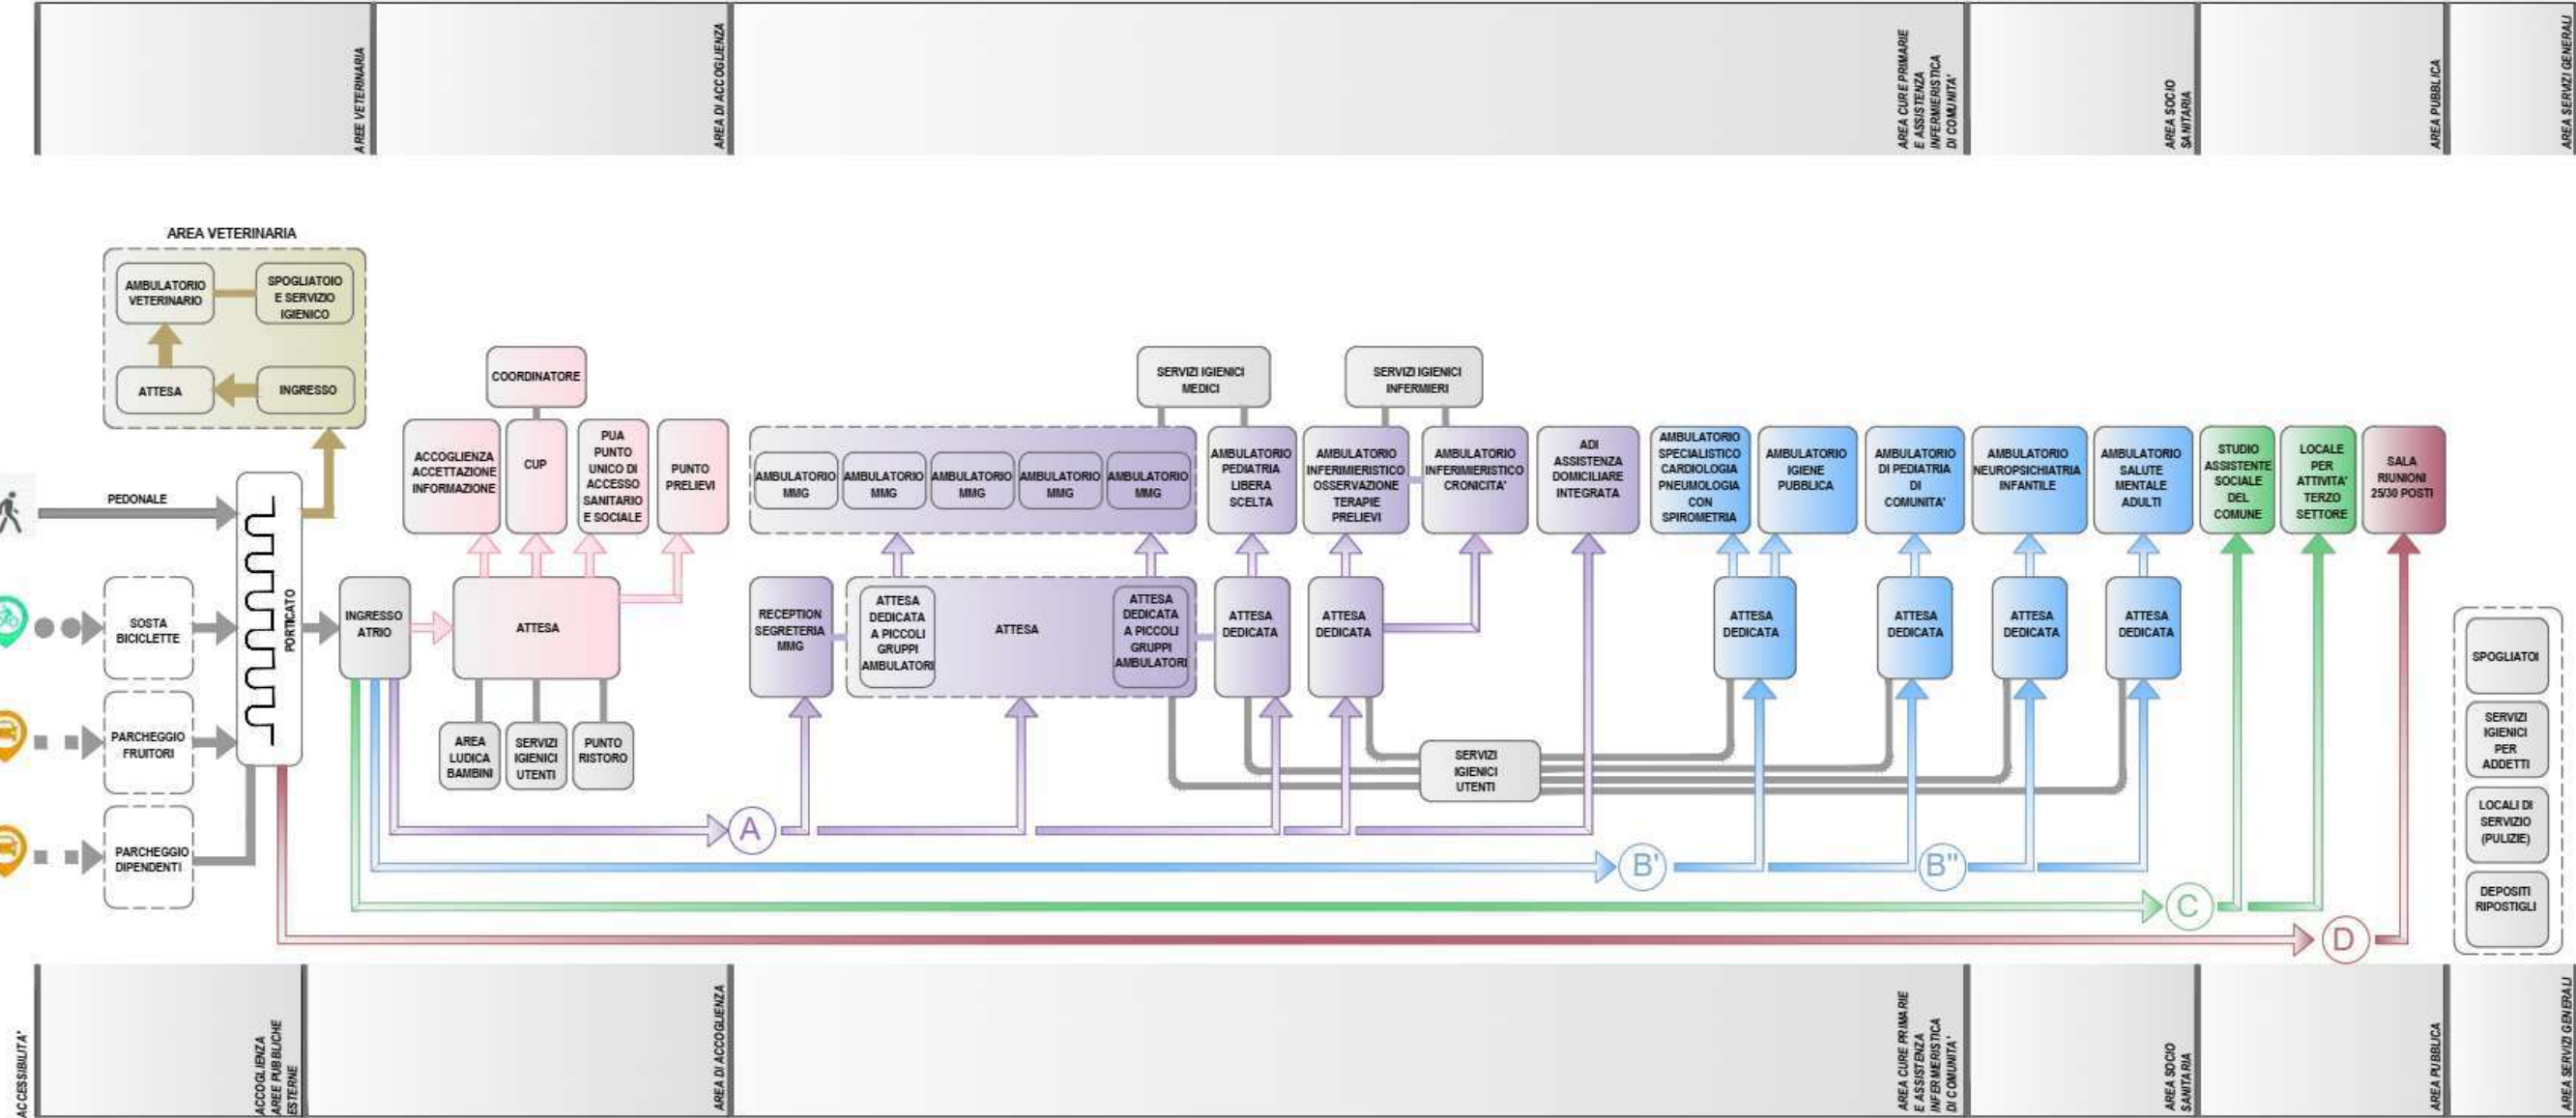 AREE VETERINARIA
AREA DI ACCOGLIENZA
AREA CURE PRIMARIE
E ASSISTENZA
INFERMIERISTICA
DI COMUNITA'
AREA SOCIO
SANITARIA
AREA PUBBLICA
AREA SERVIZI GENERALI
AREA VETERINARIA
AMBULATORIO
VETERINARIO
SPOGLIATOIO
E SERVIZIO
IGIENICO
ATTESA
INGRESSO
PEDONALE
SOSTA
BICICLETTE
PARCHEGGIO
FRUITORI
PARCHEGGIO
DIPENDENTI
PORTICATO
INGRESSO
ATRIO
COORDINATORE
ACCOGLIENZA
ACCETTAZIONE
INFORMAZIONE
CUP
PUA
PUNTO
UNICO DI
ACCESSO
SANITARIO
E SOCIALE
PUNTO
PRELIEVI
ATTESA
AREA
LUDICA
BAMBINI
SERVIZI
IGIENICI
UTENTI
PUNTO
RISTORO
SERVIZI IGIENICI
MEDICI
SERVIZI IGIENICI
INFERMIERI
AMBULATORIO
MMG
AMBULATORIO
MMG
AMBULATORIO
MMG
AMBULATORIO
MMG
AMBULATORIO
MMG
AMBULATORIO
PEDIATRIA
LIBERA
SCELTA
AMBULATORIO
INFERIMIERISTICO
OSSERVAZIONE
TERAPIE
PRELIEVI
AMBULATORIO
INFERIMIERISTICO
CRONICITA'
ADI
ASSISTENZA
DOMICILIARE
INTEGRATA
AMBULATORIO
SPECIALISTICO
CARDIOLOGIA
PNEUMOLOGIA
CON
SPIROMETRIA
AMBULATORIO
IGIENE
PUBBLICA
AMBULATORIO
DI PEDIATRIA
DI
COMUNITA'
AMBULATORIO
NEUROPSICHIATRIA
INFANTILE
AMBULATORIO
SALUTE
MENTALE
ADULTI
STUDIO
ASSISTENTE
SOCIALE
DEL
COMUNE
LOCALE
PER
ATTIVITA'
TERZO
SETTORE
SALA
RIUNIONI
25/30 POSTI
RECEPTION
SEGRETERIA
MMG
ATTESA
DEDICATA
A PICCOLI
GRUPPI
AMBULATORI
ATTESA
ATTESA
DEDICATA
A PICCOLI
GRUPPI
AMBULATORI
ATTESA
DEDICATA
ATTESA
DEDICATA
ATTESA
DEDICATA
ATTESA
DEDICATA
ATTESA
DEDICATA
ATTESA
DEDICATA
SERVIZI
IGIENICI
UTENTI
SPOGLIATOI
SERVIZI
IGIENICI
PER
ADDETTI
LOCALI DI
SERVIZIO
(PULIZIE)
DEPOSITI
RIPOSTIGLI
A
B'
B"
C
D
ACCESSIBILITA'
ACCOGLIENZA
AREE PUBBLICHE
ESTERNE
AREA DI ACCOGLIENZA
AREA CURE PRIMARIE
E ASSISTENZA
INFERMIERISTICA
DI COMUNITA'
AREA SOCIO
SANITARIA
AREA PUBBLICA
AREA SERVIZI GENERALI